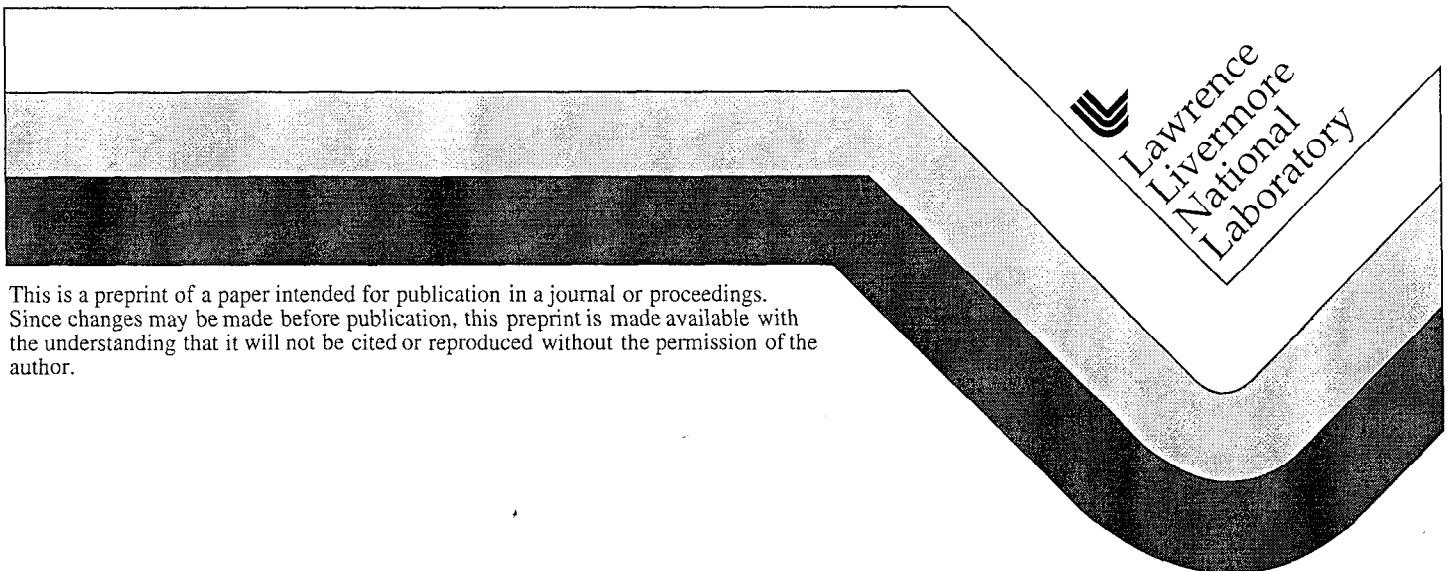 Lawrence
Livermore
National
Laboratory
This is a preprint of a paper intended for publication in a journal or proceedings.
Since changes may be made before publication, this preprint is made available with
the understanding that it will not be cited or reproduced without the permission of the
author.